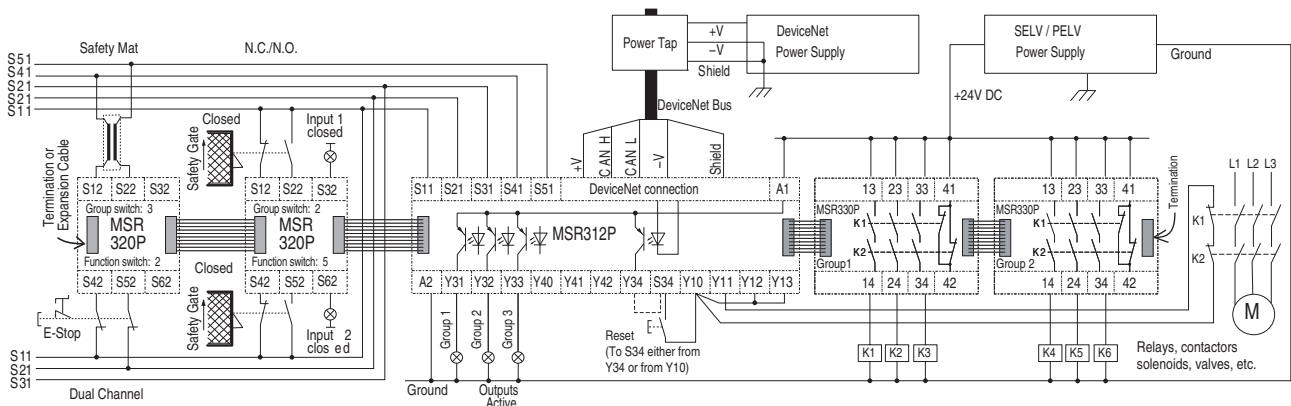 Safety Mat
N.C./N.O.
S51
S41
S21
S21
S11
Termination or
Expansion Cable
Safety Gate
Closed
Input 1
closed
S12 S22 S32
Group switch: 3
MSR
320P
Function switch: 2
S42 S52 S62
S12 S22 S32
Group switch: 2
MSR
320P
Function switch: 5
S42 S52 S62
E-Stop
Safety Gate
Closed
Input 2
clos ed
S11
S21
S31
Dual Channel
Power Tap
+V
–V
Shield
DeviceNet
Power Supply
DeviceNet Bus
+V
CAN H
CAN L
–V
Shield
S11 S21 S31 S41 S51 DeviceNet connection A1
MSR312P
A2 Y31 Y32 Y33 Y40 Y41 Y42 Y34 S34 Y10 Y11 Y12 Y13
Group 1
Group 2
Group 3
Reset
(To S34 either from
Y34 or from Y10)
Ground
Outputs
Active
SELV / PELV
Power Supply
Ground
+24V DC
13 23 33 41
MSR330P
K1
K2
Group1
14 24 34 42
13 23 33 41
MSR330P
K1
K2
Group 2
14 24 34 42
Termination
K1 K2 K3
K4 K5 K6
L1 L2 L3
K1
K2
M
Relays, contactors
solenoids, valves, etc.